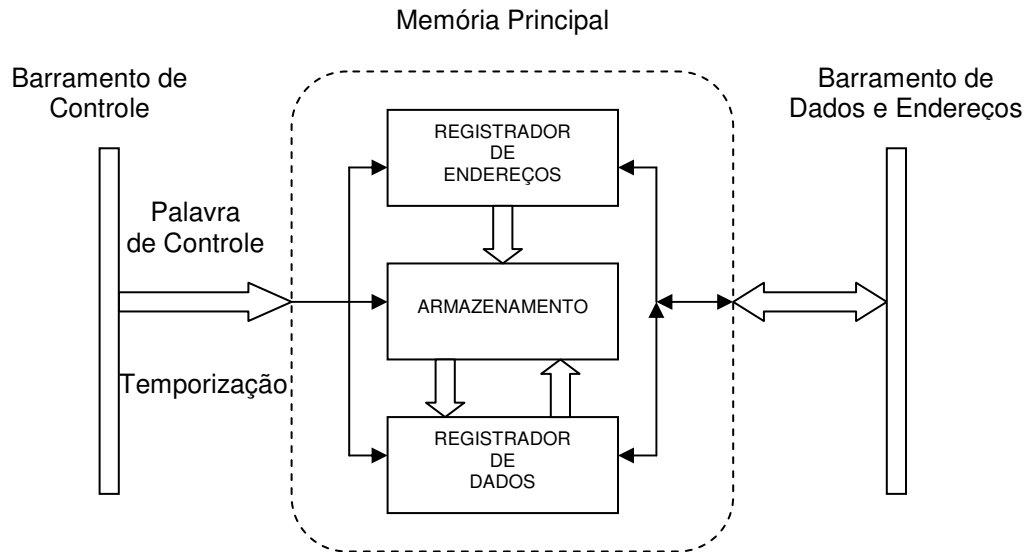 Memória Principal
Barramento de
Controle
Barramento de
Dados e Endereços
REGISTRADOR
DE
ENDEREÇOS
Palavra
de Controle
ARMAZENAMENTO
Temporização
REGISTRADOR
DE
DADOS